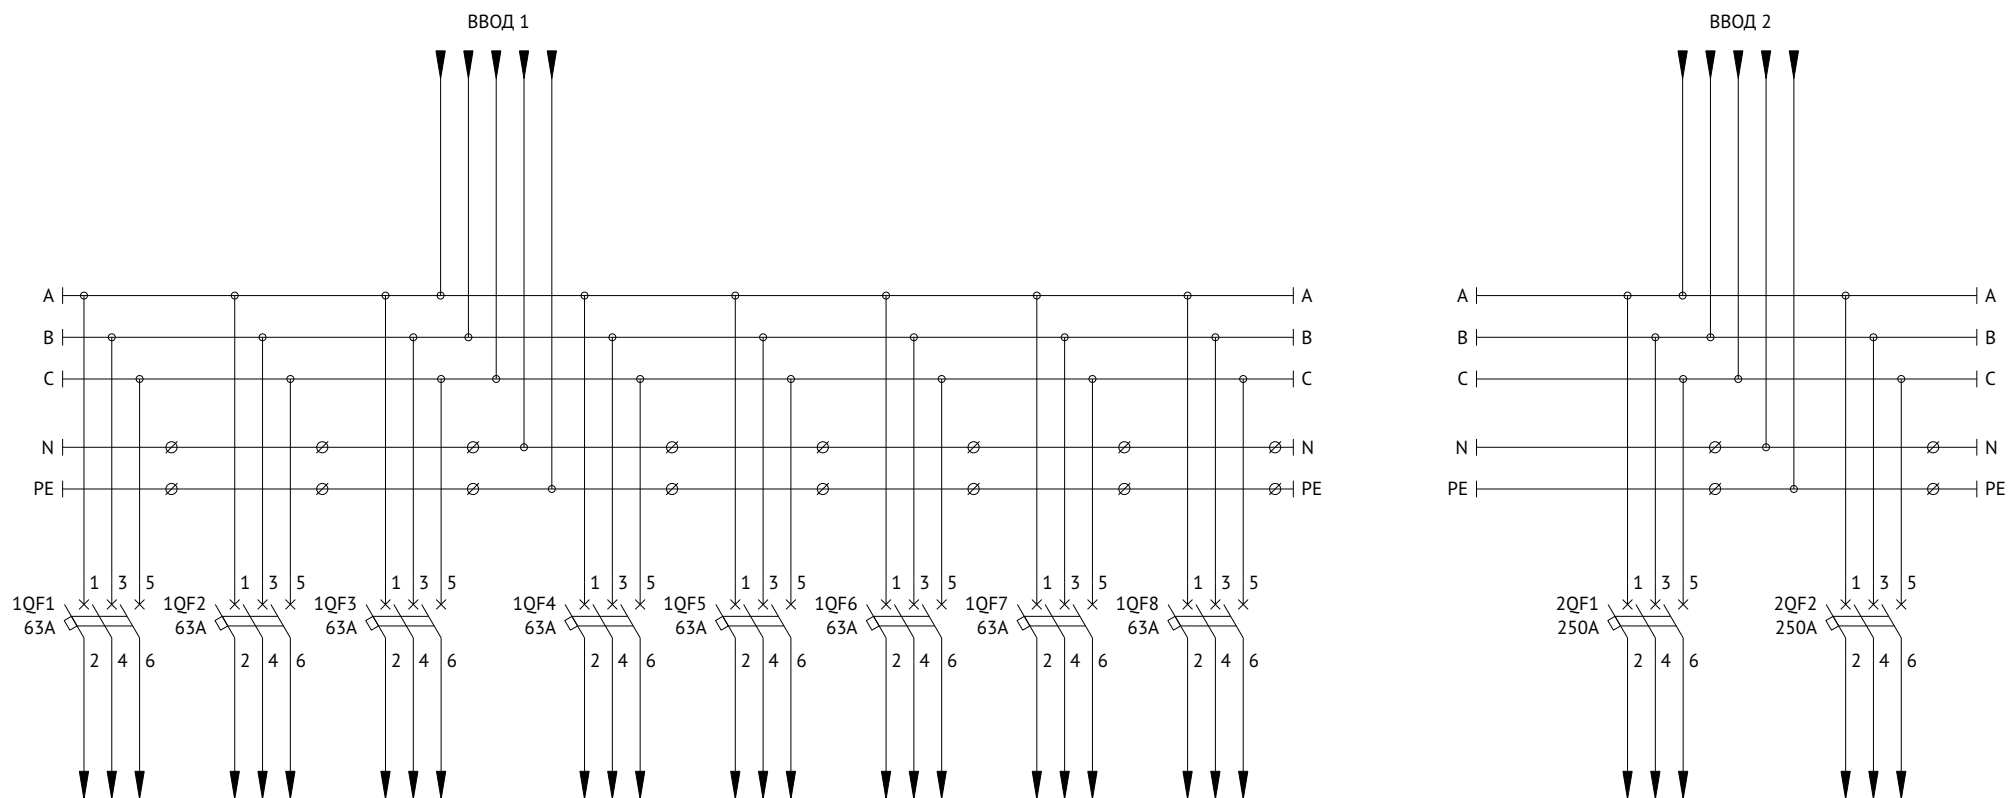 ВВОД 1 ВВОД 2
A A A A
B B B B
C C C C
N N N N
PE PE PE PE
1 3 5 1 3 5 1 3 5 1 3 5 1 3 5 1 3 5 1 3 5 1 3 5 1 3 5 1 3 5
1QF1 1QF2 1QF3 1QF4 1QF5 1QF6 1QF7 1QF8 2QF1 2QF2
63A 63A 63A 63A 63A 63A 63A 63A 250A 250A
2 4 6 2 4 6 2 4 6 2 4 6 2 4 6 2 4 6 2 4 6 2 4 6 2 4 6 2 4 6